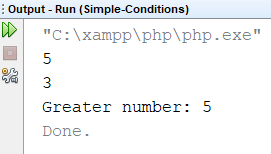 Output - Run (Simple-Conditions)
"C:\xampp\php\php.exe"
5
3
Greater number: 5
Done.